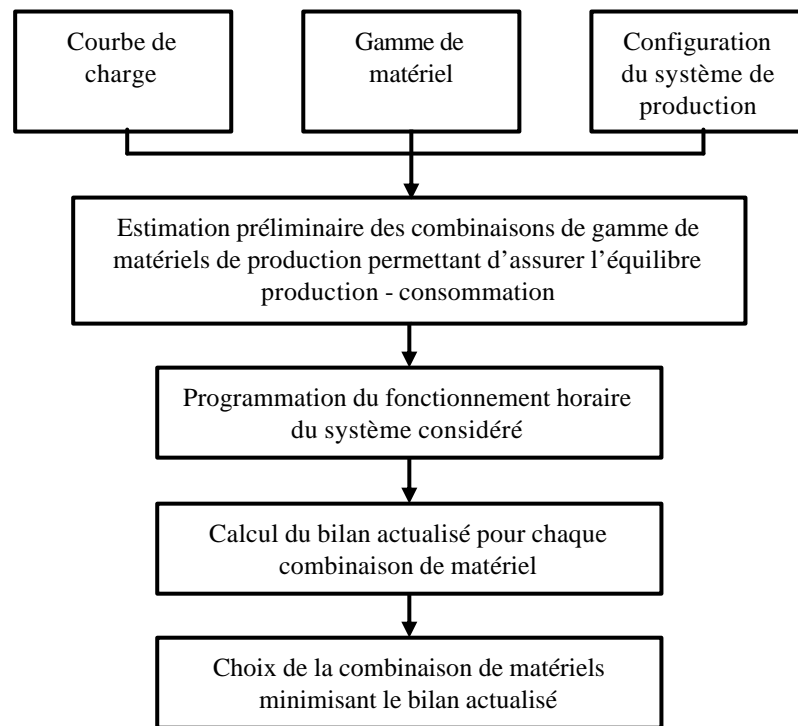 Courbe de
charge
Gamme de
matériel
Configuration
du système de
production
Estimation préliminaire des combinaisons de gamme de
matériels de production permettant d'assurer l'équilibre
production - consommation
Programmation du fonctionnement horaire
du système considéré
Calcul du bilan actualisé pour chaque
combinaison de matériel
Choix de la combinaison de matériels
minimisant le bilan actualisé